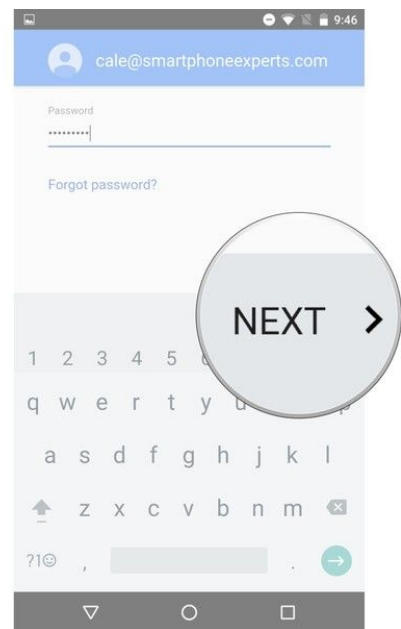 9:46
cale@smartphoneexperts.com
Password
•••••••••
Forgot password?
NEXT >
1 2 3 4 5
q w e r t y u p
a s d f g h j k l
z x c v b n m
?1☺ , .